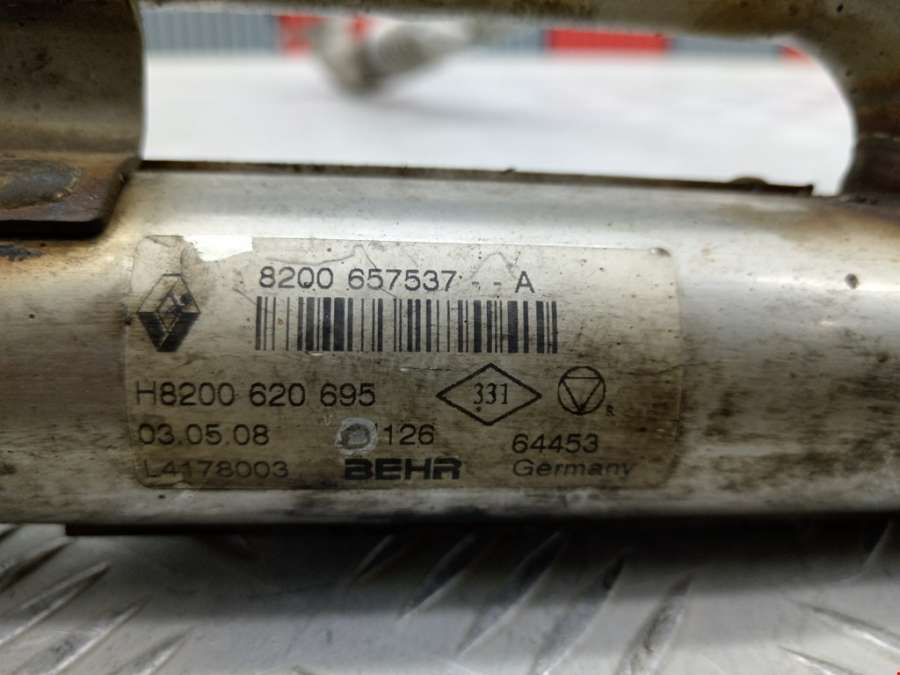 8200 657537 - - A
H8200 620 695
331
R
03.05.08
126
64453
L4178003
BEHR
Germany